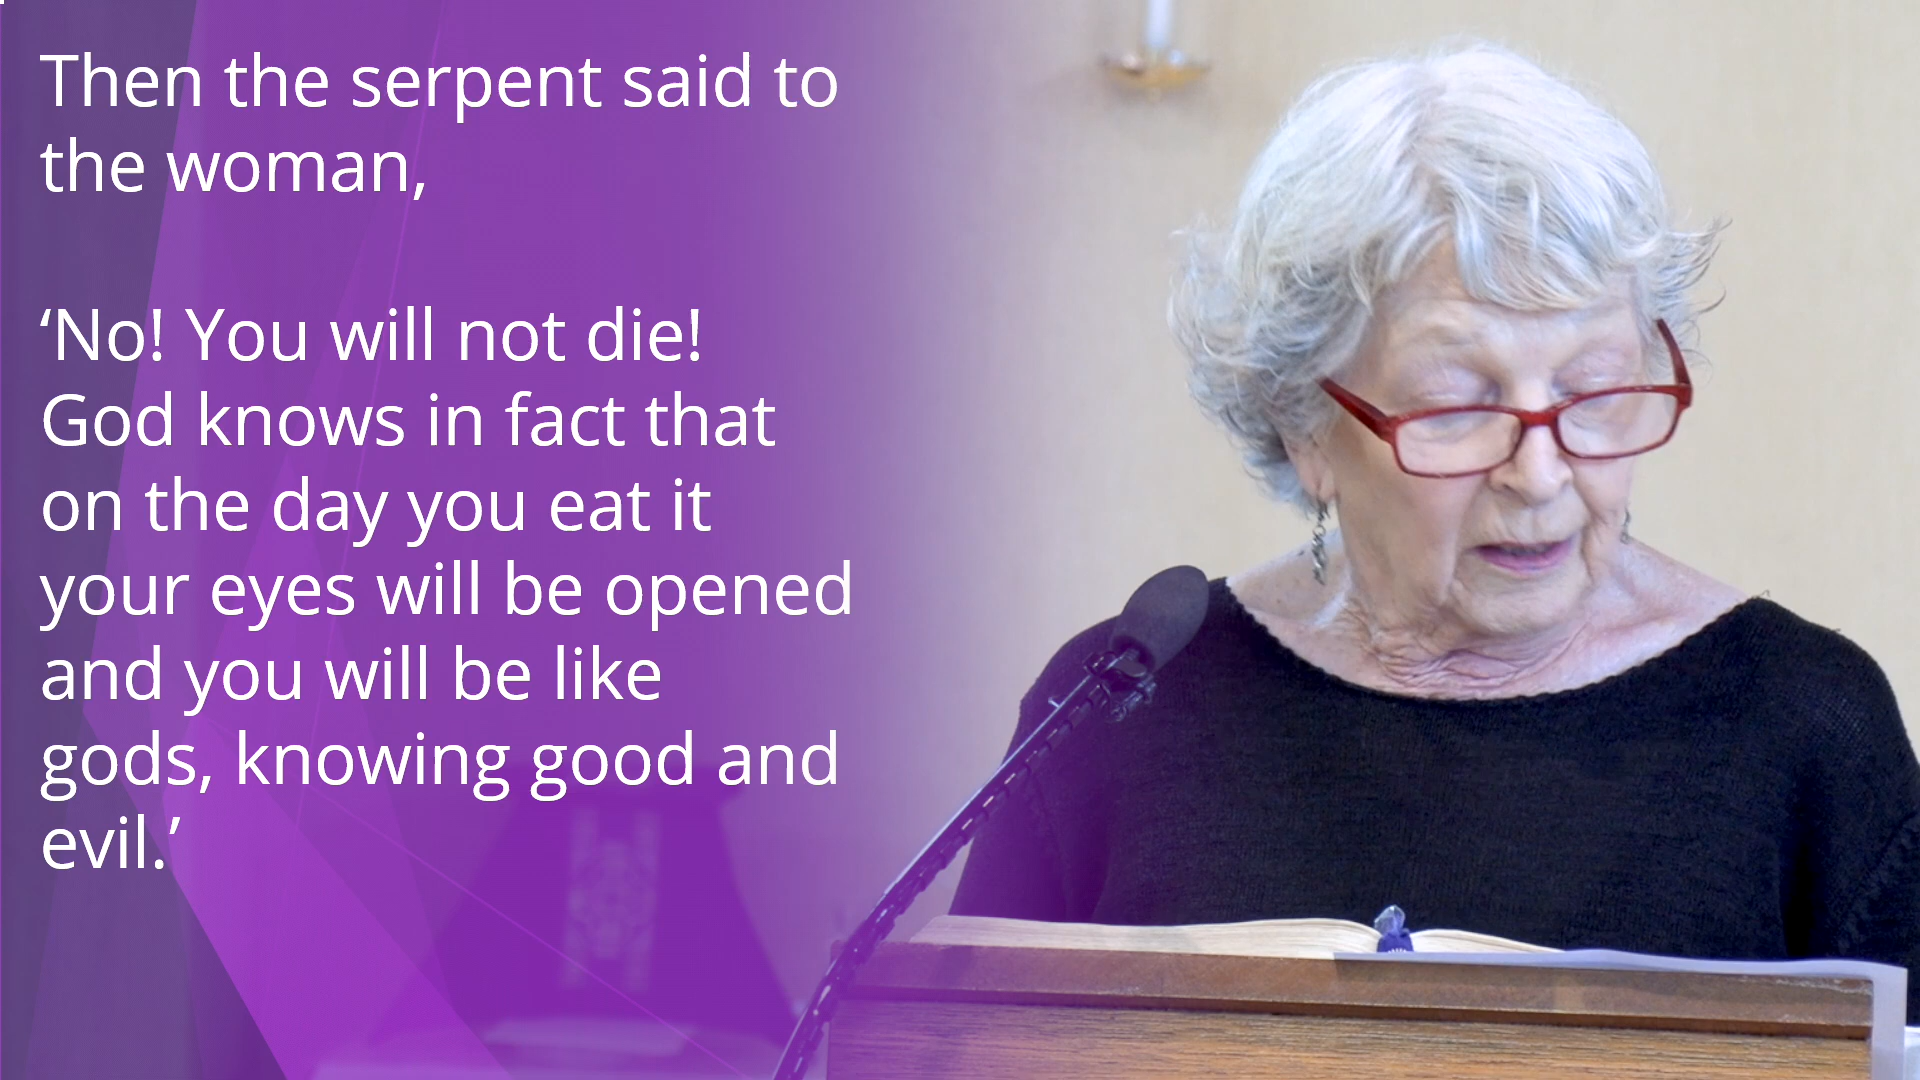 Then the serpent said to
the woman,
‘No! You will not die!
God knows in fact that
on the day you eat it
your eyes will be opened
and you will be like
gods, knowing good and
evil.’